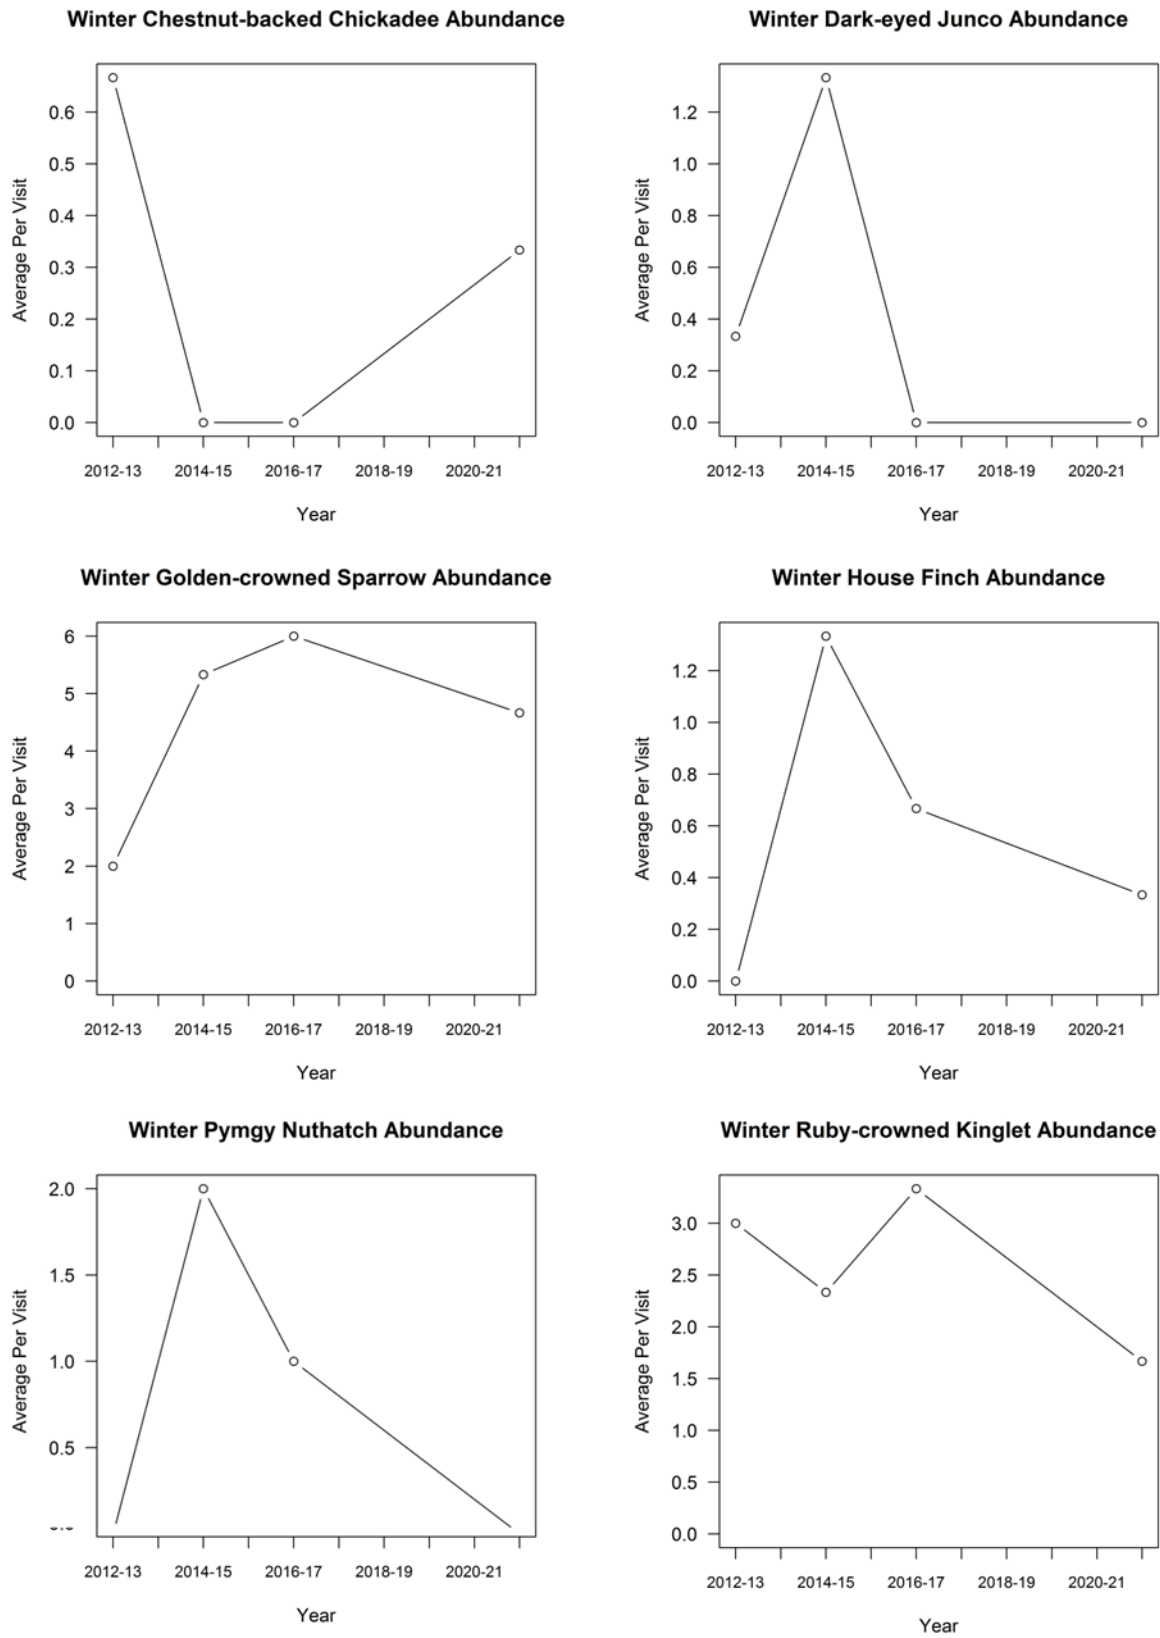 Winter Chestnut-backed Chickadee Abundance
Average Per Visit
0.6
0.5
0.4
0.3
0.2
0.1
0.0
2012-13 2014-15 2016-17 2018-19 2020-21
Year
Winter Dark-eyed Junco Abundance
Average Per Visit
1.2
1.0
0.8
0.6
0.4
0.2
0.0
2012-13 2014-15 2016-17 2018-19 2020-21
Year
Winter Golden-crowned Sparrow Abundance
Average Per Visit
6
5
4
3
2
1
0
2012-13 2014-15 2016-17 2018-19 2020-21
Year
Winter House Finch Abundance
Average Per Visit
1.2
1.0
0.8
0.6
0.4
0.2
0.0
2012-13 2014-15 2016-17 2018-19 2020-21
Year
Winter Pymgy Nuthatch Abundance
Average Per Visit
2.0
1.5
1.0
0.5
2012-13 2014-15 2016-17 2018-19 2020-21
Year
Winter Ruby-crowned Kinglet Abundance
Average Per Visit
3.0
2.5
2.0
1.5
1.0
0.5
0.0
2012-13 2014-15 2016-17 2018-19 2020-21
Year